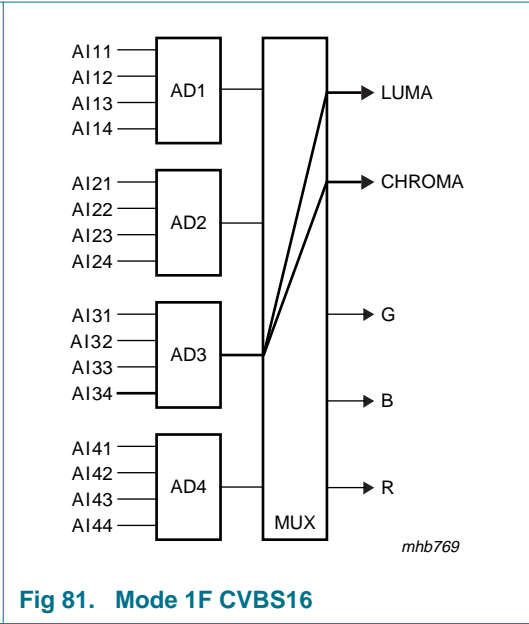 AI11
AI12
AI13
AI14
AD1
AI21
AI22
AI23
AI24
AD2
AI31
AI32
AI33
AI34
AD3
AI41
AI42
AI43
AI44
AD4
MUX
LUMA
CHROMA
G
B
R
mhb769
Fig 81. Mode 1F CVBS16